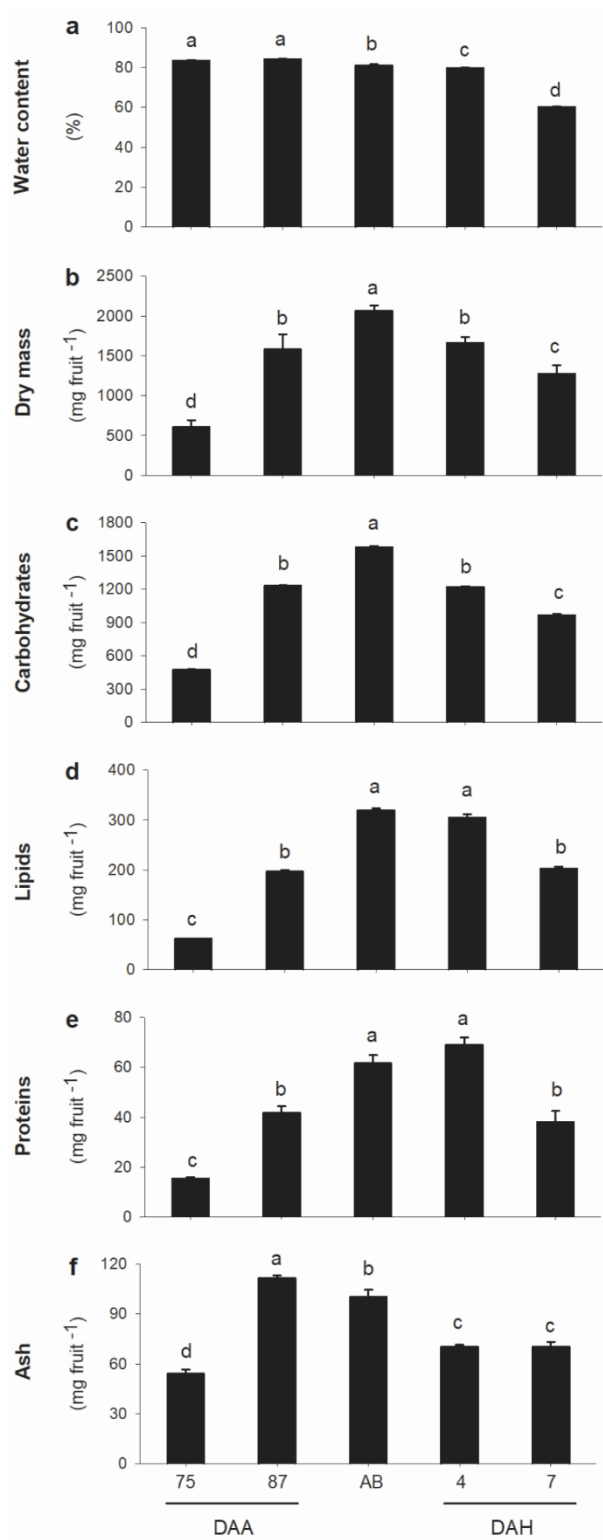 a
Water content
(%)
100
80
60
40
20
0
a a b c d
b
Dry mass
(mg fruit -1)
2500
2000
1500
1000
500
0
d b a b c
c
Carbohydrates
(mg fruit -1)
1800
1500
1200
900
600
300
0
d b a b c
d
Lipids
(mg fruit -1)
400
300
200
100
0
c b a a b
e
Proteins
(mg fruit -1)
80
60
40
20
0
c b a a b
f
Ash
(mg fruit -1)
120
90
60
30
0
d a b c c
75 87 AB 4 7
DAA DAH